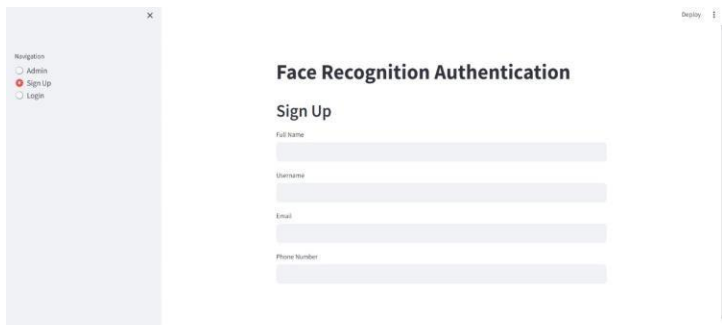 Deploy
Navigation
Admin
Sign Up
Login
Face Recognition Authentication
Sign Up
Full Name
Username
Email
Phone Number